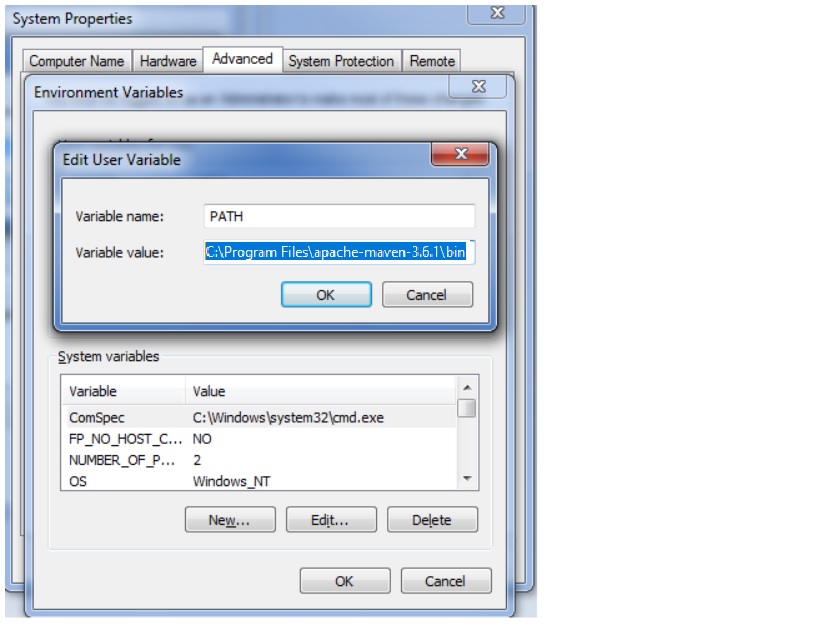 System Properties
Computer Name Hardware Advanced System Protection Remote
Environment Variables
Edit User Variable
Variable name: PATH
Variable value: C:\Program Files\apache-maven-3.6.1\bin
OK Cancel
System variables
Variable Value
ComSpec C:\Windows\system32\cmd.exe
FP_NO_HOST_C... NO
NUMBER_OF_P... 2
OS Windows_NT
New... Edit... Delete
OK Cancel